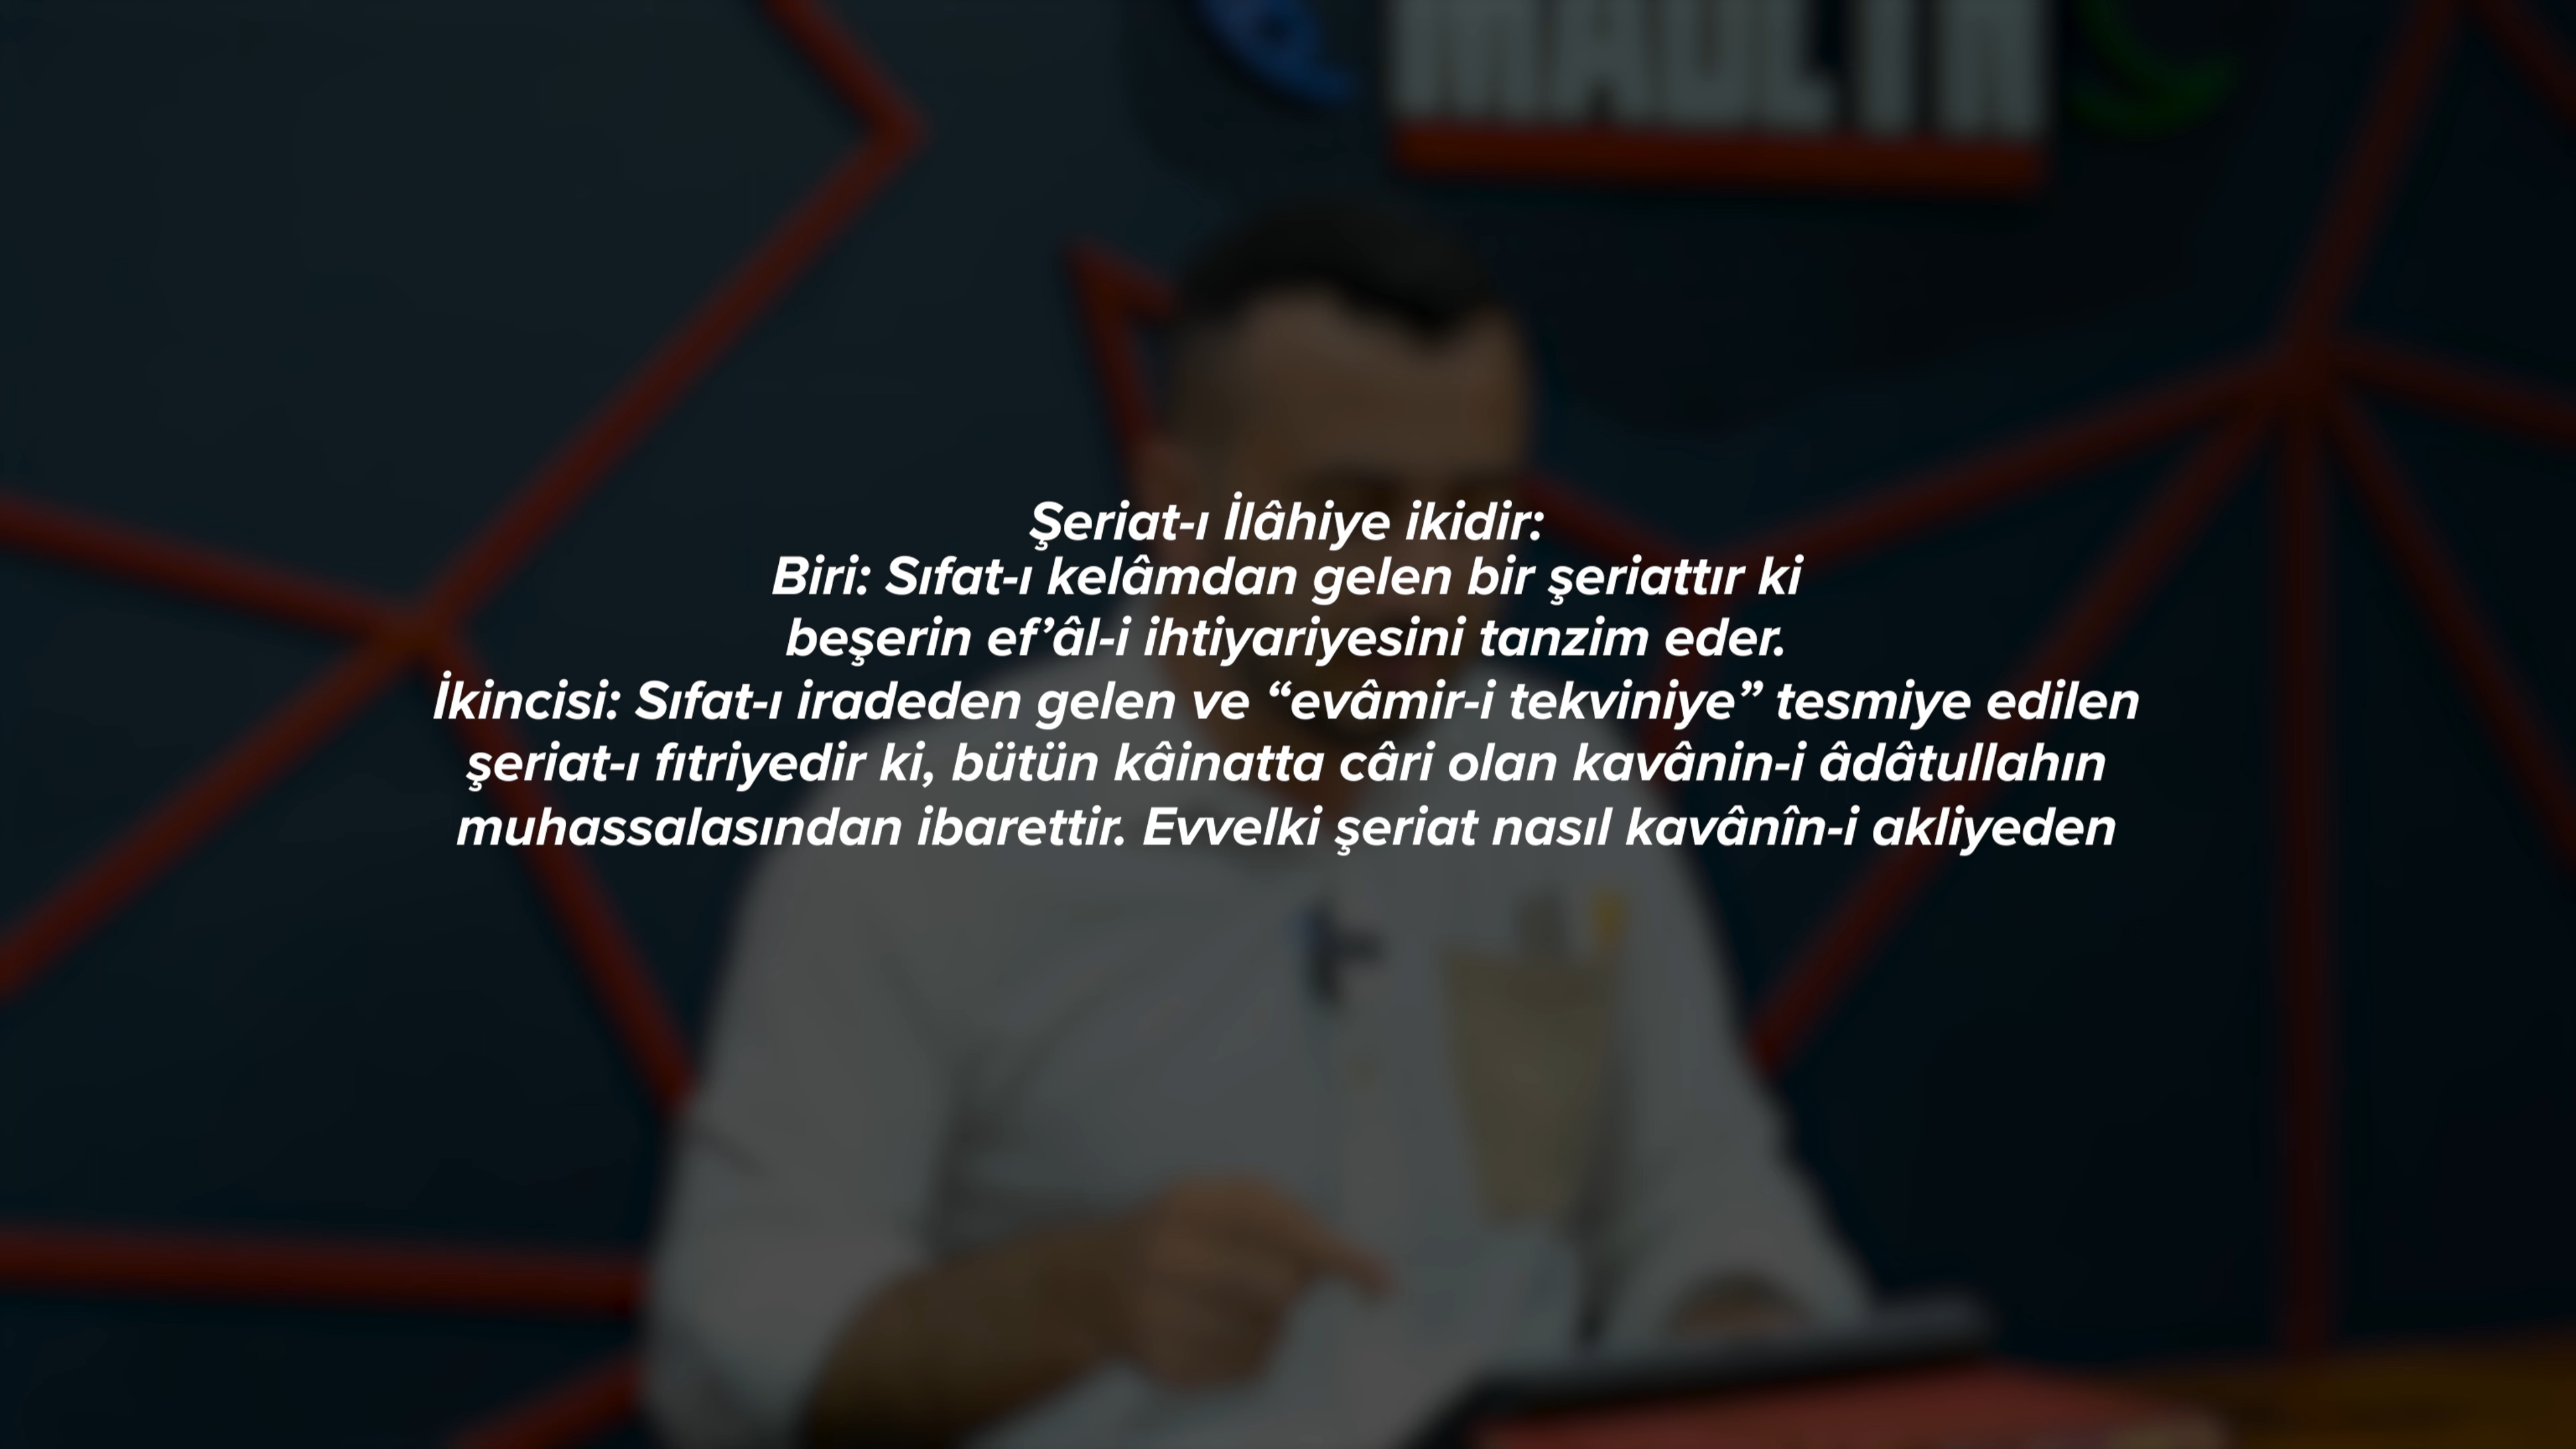 Şeriat-ı İlâhiye ikidir:
Biri: Sıfat-ı kelâmdan gelen bir şeriattır ki
beşerin ef’âl-i ihtiyariyesini tanzim eder.
İkincisi: Sıfat-ı iradeden gelen ve “evâmir-i tekviniye” tesmiye edilen
şeriat-ı fıtriyedir ki, bütün kâinatta câri olan kavânin-i âdâtullahın
muhassalasından ibarettir. Evvelki şeriat nasıl kavânîn-i akliyeden